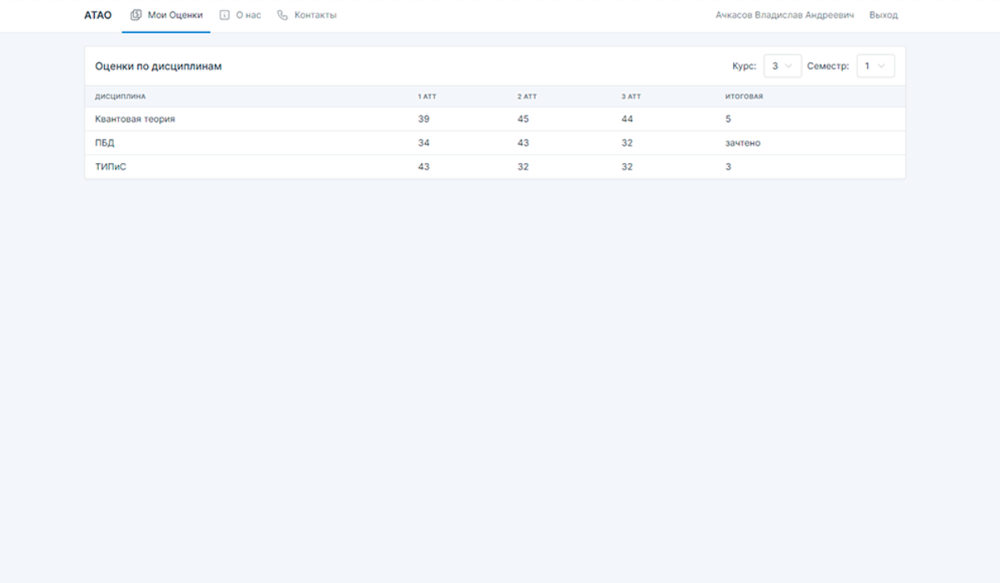 АТАО Мои Оценки О нас Контакты Ачкасов Владислав Андреевич Выход
Оценки по дисциплинам Курс: 3 Семестр: 1
ДИСЦИПЛИНА 1 АТТ 2 АТТ 3 АТТ ИТОГОВАЯ
Квантовая теория 39 45 44 5
ПБД 34 43 32 зачтено
ТИПиС 43 32 32 3